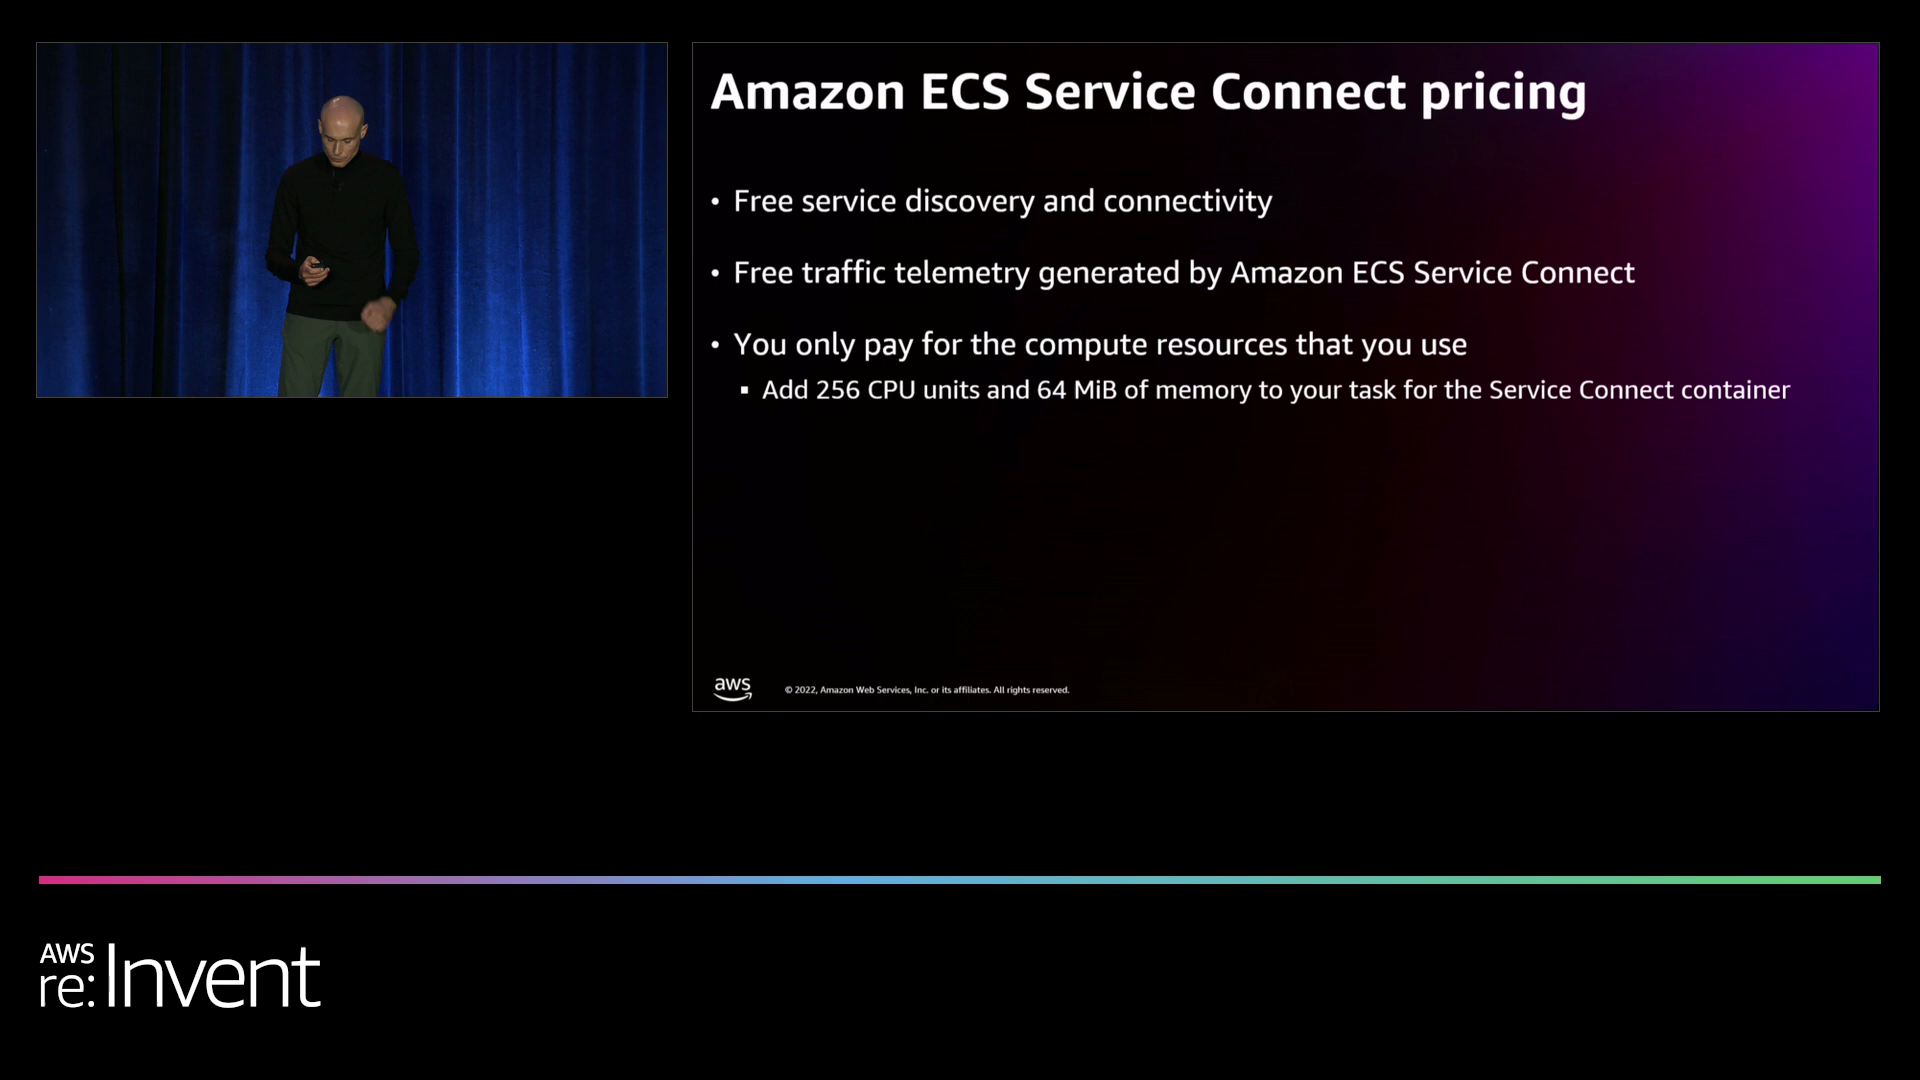 Amazon ECS Service Connect pricing
• Free service discovery and connectivity
• Free traffic telemetry generated by Amazon ECS Service Connect
• You only pay for the compute resources that you use
▪ Add 256 CPU units and 64 MiB of memory to your task for the Service Connect container
aws
© 2022, Amazon Web Services, Inc. or its affiliates. All rights reserved.
AWS
re:Invent